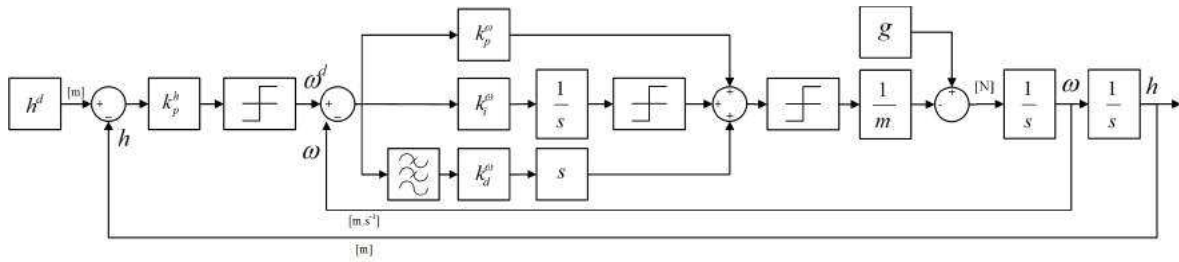 h^d
[m]
+
−
h
k_p^h
ω^d
+
−
ω
k_p^ω
k_i^ω
1/s
k_d^ω
s
+
+
+
g
1/m
+
-
[N]
1/s
ω
1/s
h
[m.s⁻¹]
[m]